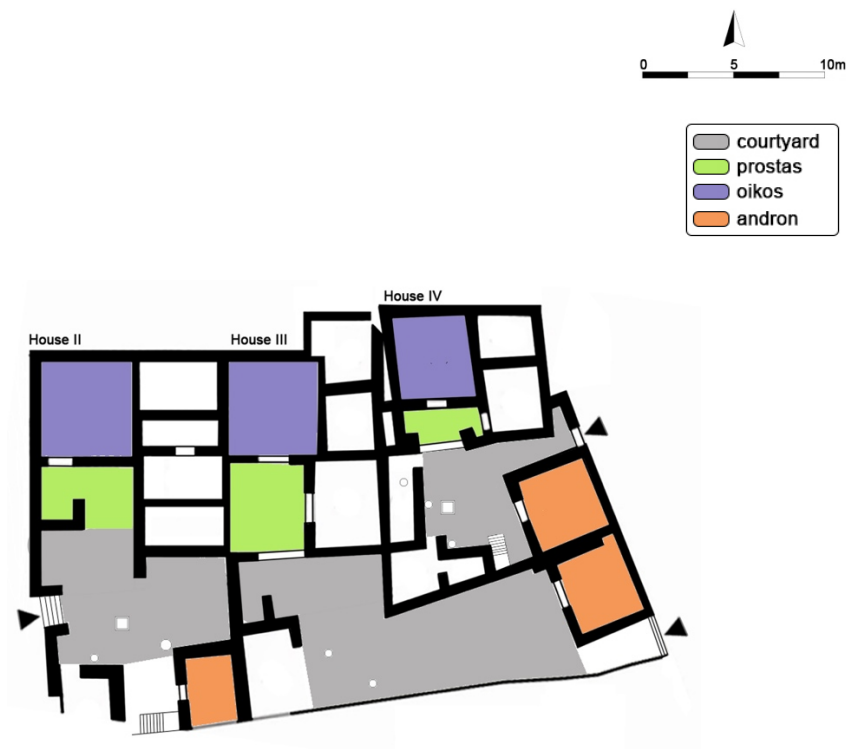 0 5 10m
courtyard
prostas
oikos
andron
House IV
House II House III